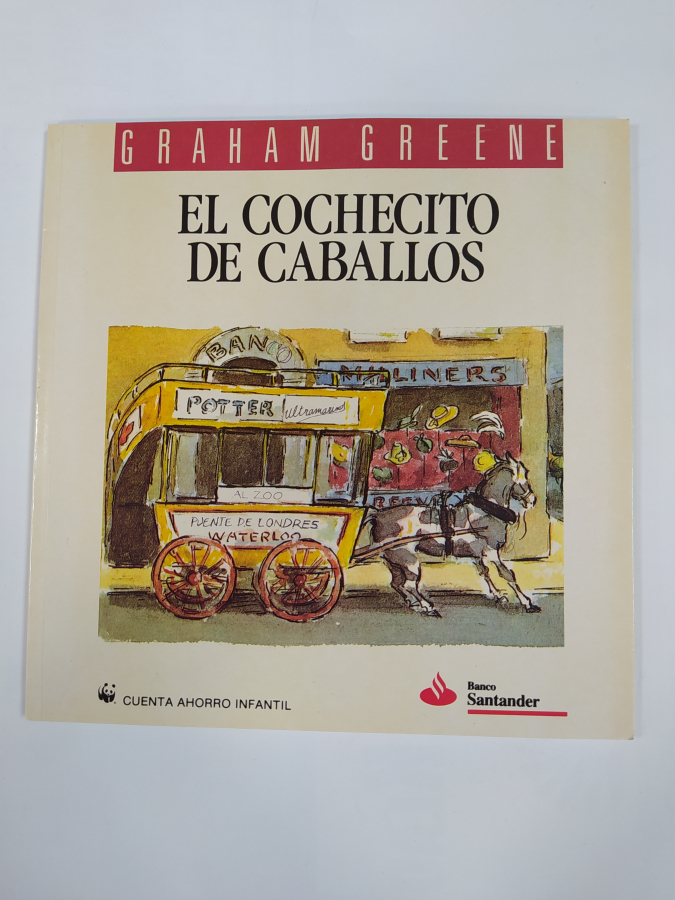 GRAHAM GREENE
EL COCHECITO
DE CABALLOS
BANCO
MILLINERS
POTTER Ultramarinos
AL ZOO
PUENTE DE LONDRES
WATERLOO
CUENTA AHORRO INFANTIL
Banco
Santander